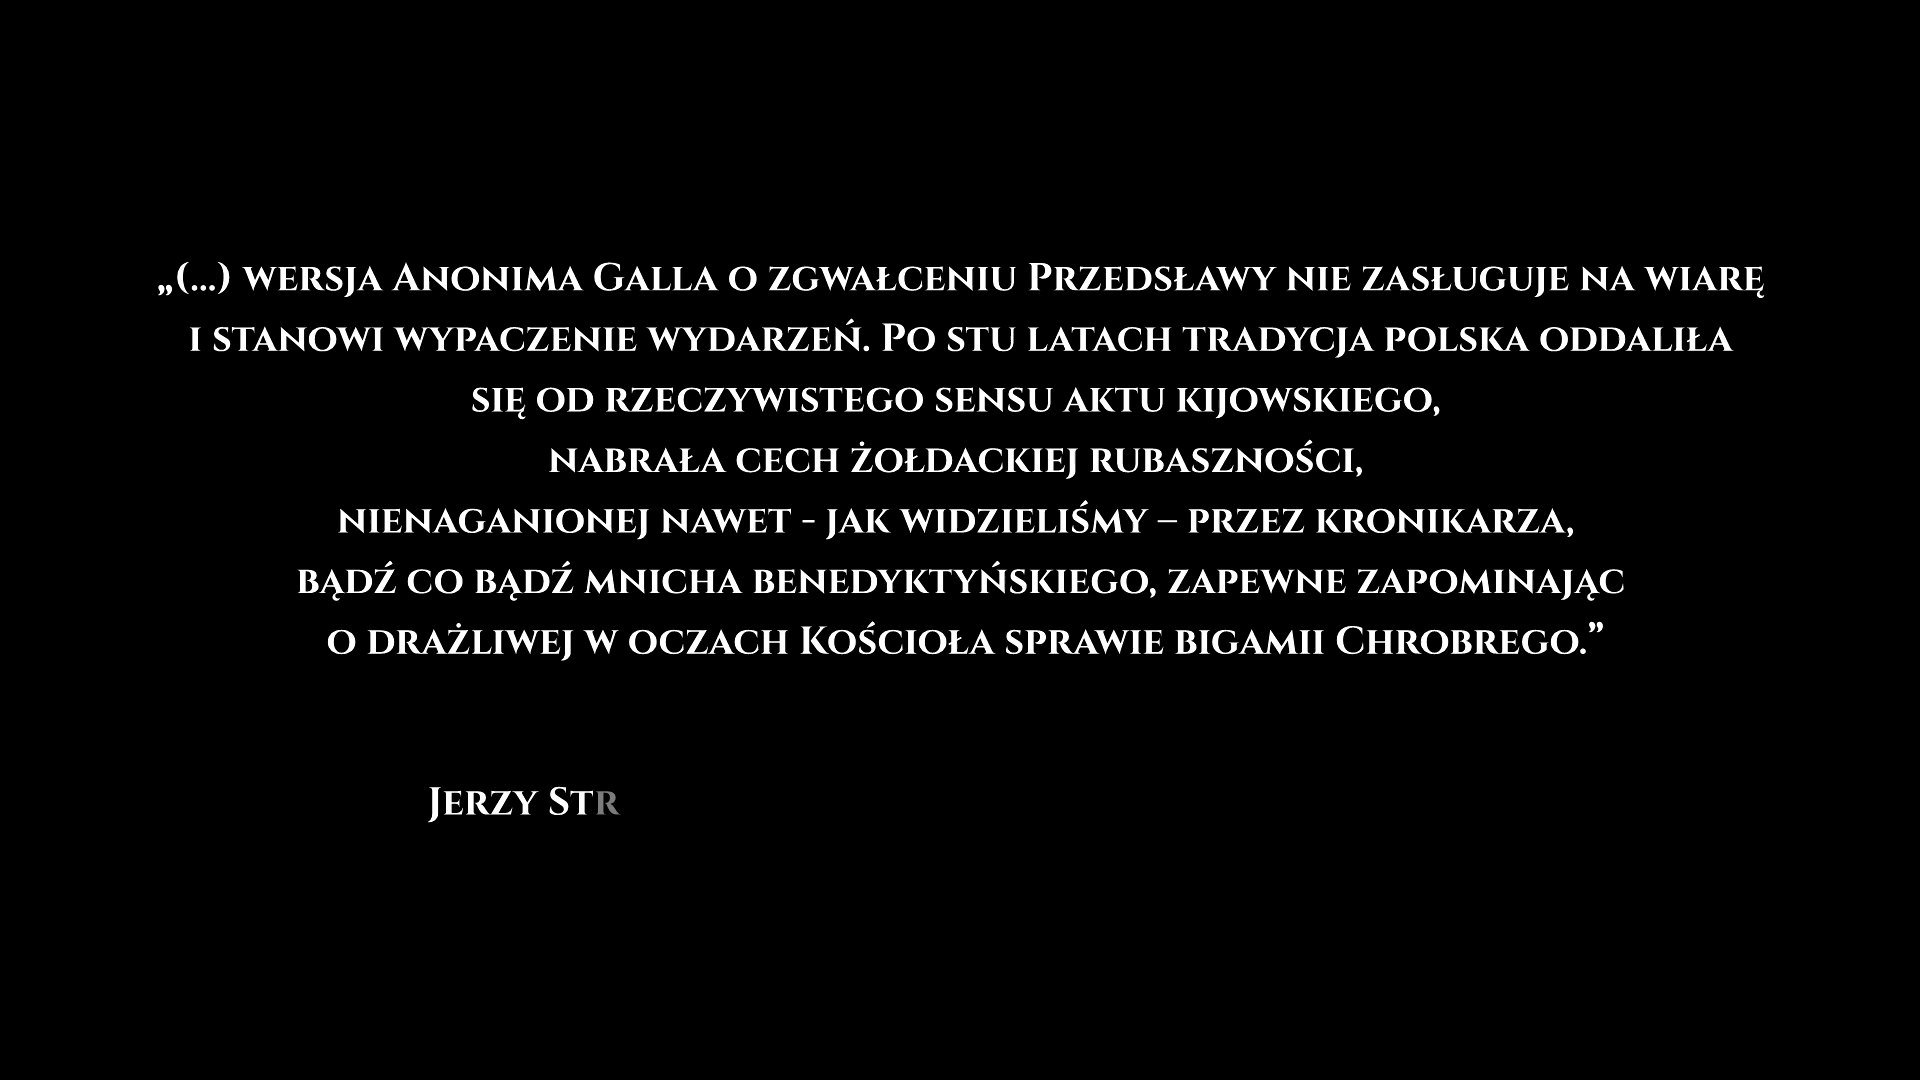 „(...) wersja Anonima Galla o zgwałceniu Przedsławy nie zasługuje na wiarę
i stanowi wypaczenie wydarzeń. Po stu latach tradycja polska oddaliła
się od rzeczywistego sensu aktu kijowskiego,
nabrała cech żołdackiej rubaszności,
nienaganionej nawet - jak widzieliśmy – przez kronikarza,
bądź co bądź mnicha benedyktyńskiego, zapewne zapominając
o drażliwej w oczach Kościoła sprawie bigamii Chrobrego.”
Jerzy Str